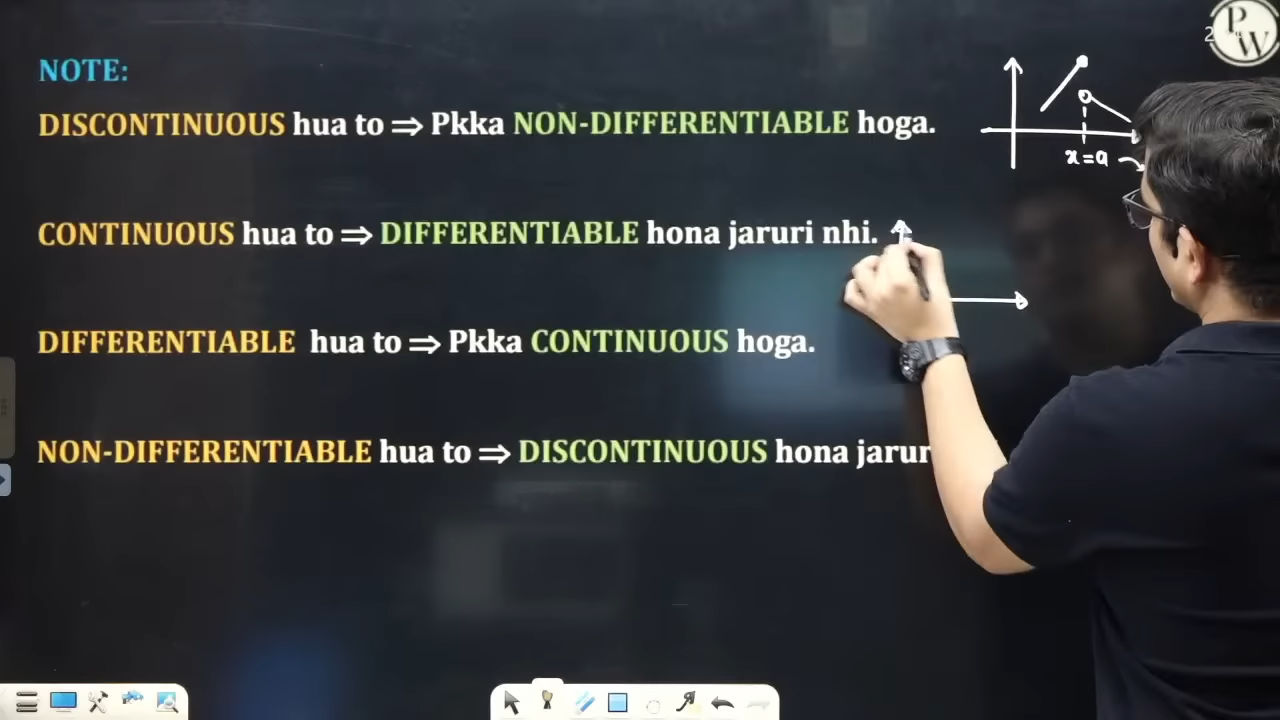 NOTE:
DISCONTINUOUS hua to ⇒ Pkka NON-DIFFERENTIABLE hoga.
x=a
CONTINUOUS hua to ⇒ DIFFERENTIABLE hona jaruri nhi.
DIFFERENTIABLE hua to ⇒ Pkka CONTINUOUS hoga.
NON-DIFFERENTIABLE hua to ⇒ DISCONTINUOUS hona
PW